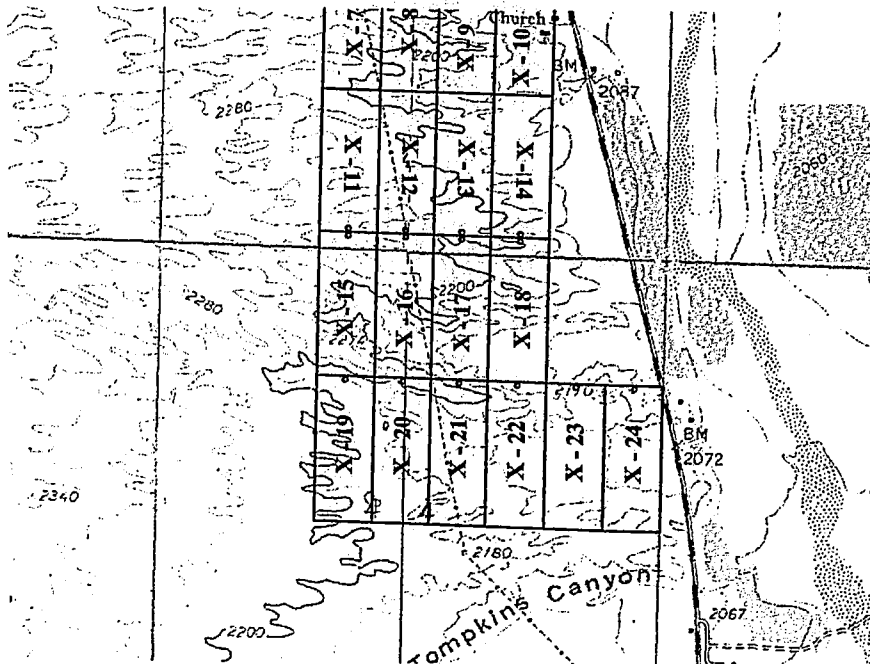 Church
X - 7
X - 8
X - 9
X - 10
2200
BM
2087
2280
2060
X - 11
X - 12
X - 13
X - 14
2280
2200
X - 15
X - 16
X - 17
X - 18
2190
X - 19
X - 20
X - 21
X - 22
X - 23
X - 24
BM
2072
2340
2180
Tompkins Canyon
2200
2067